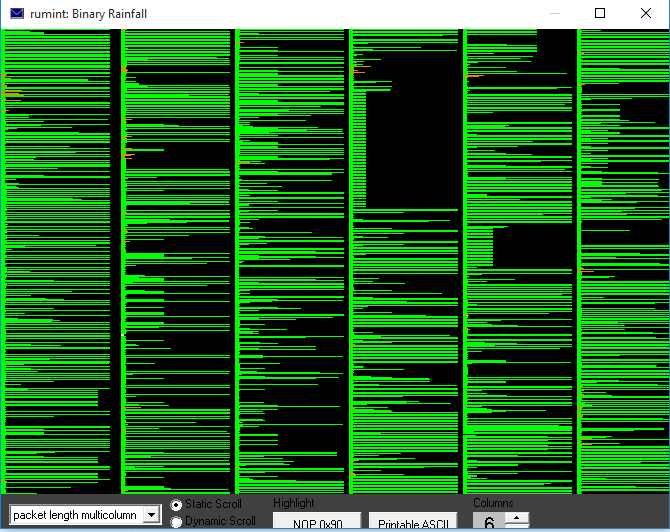 rumint: Binary Rainfall
packet length multicolumn
Static Scroll
Dynamic Scroll
Highlight
NOP 0x90
Printable ASCII
Columns
6